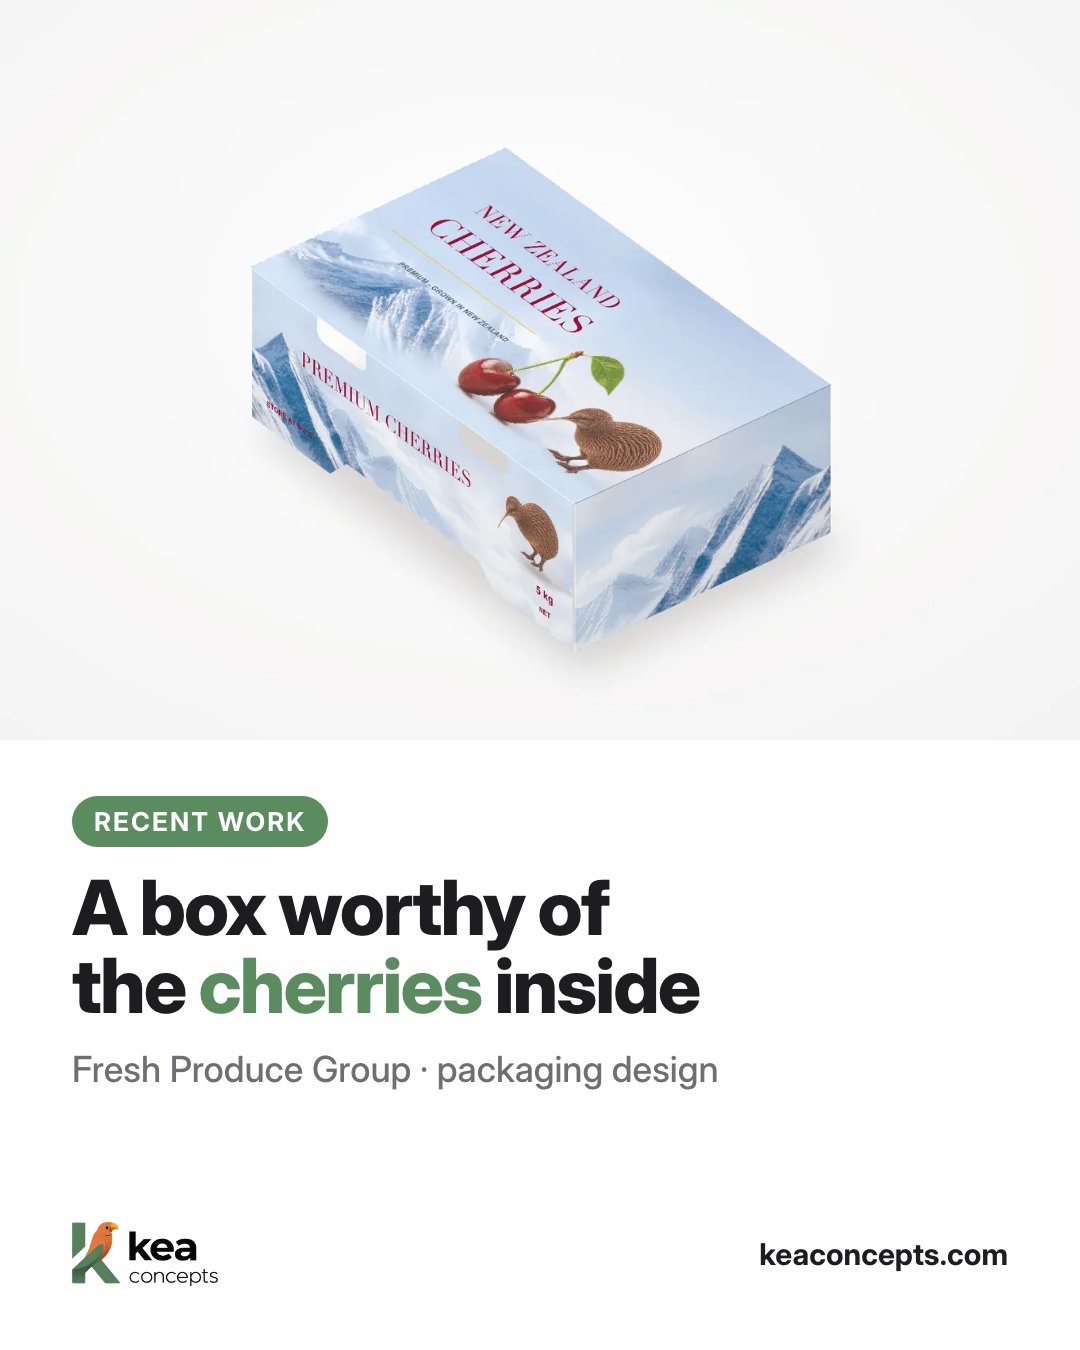 NEW ZEALAND
CHERRIES
PREMIUM · GROWN IN NEW ZEALAND
PREMIUM CHERRIES
5 kg
NET
RECENT WORK
A box worthy of
the cherries inside
Fresh Produce Group · packaging design
kea
concepts
keaconcepts.com